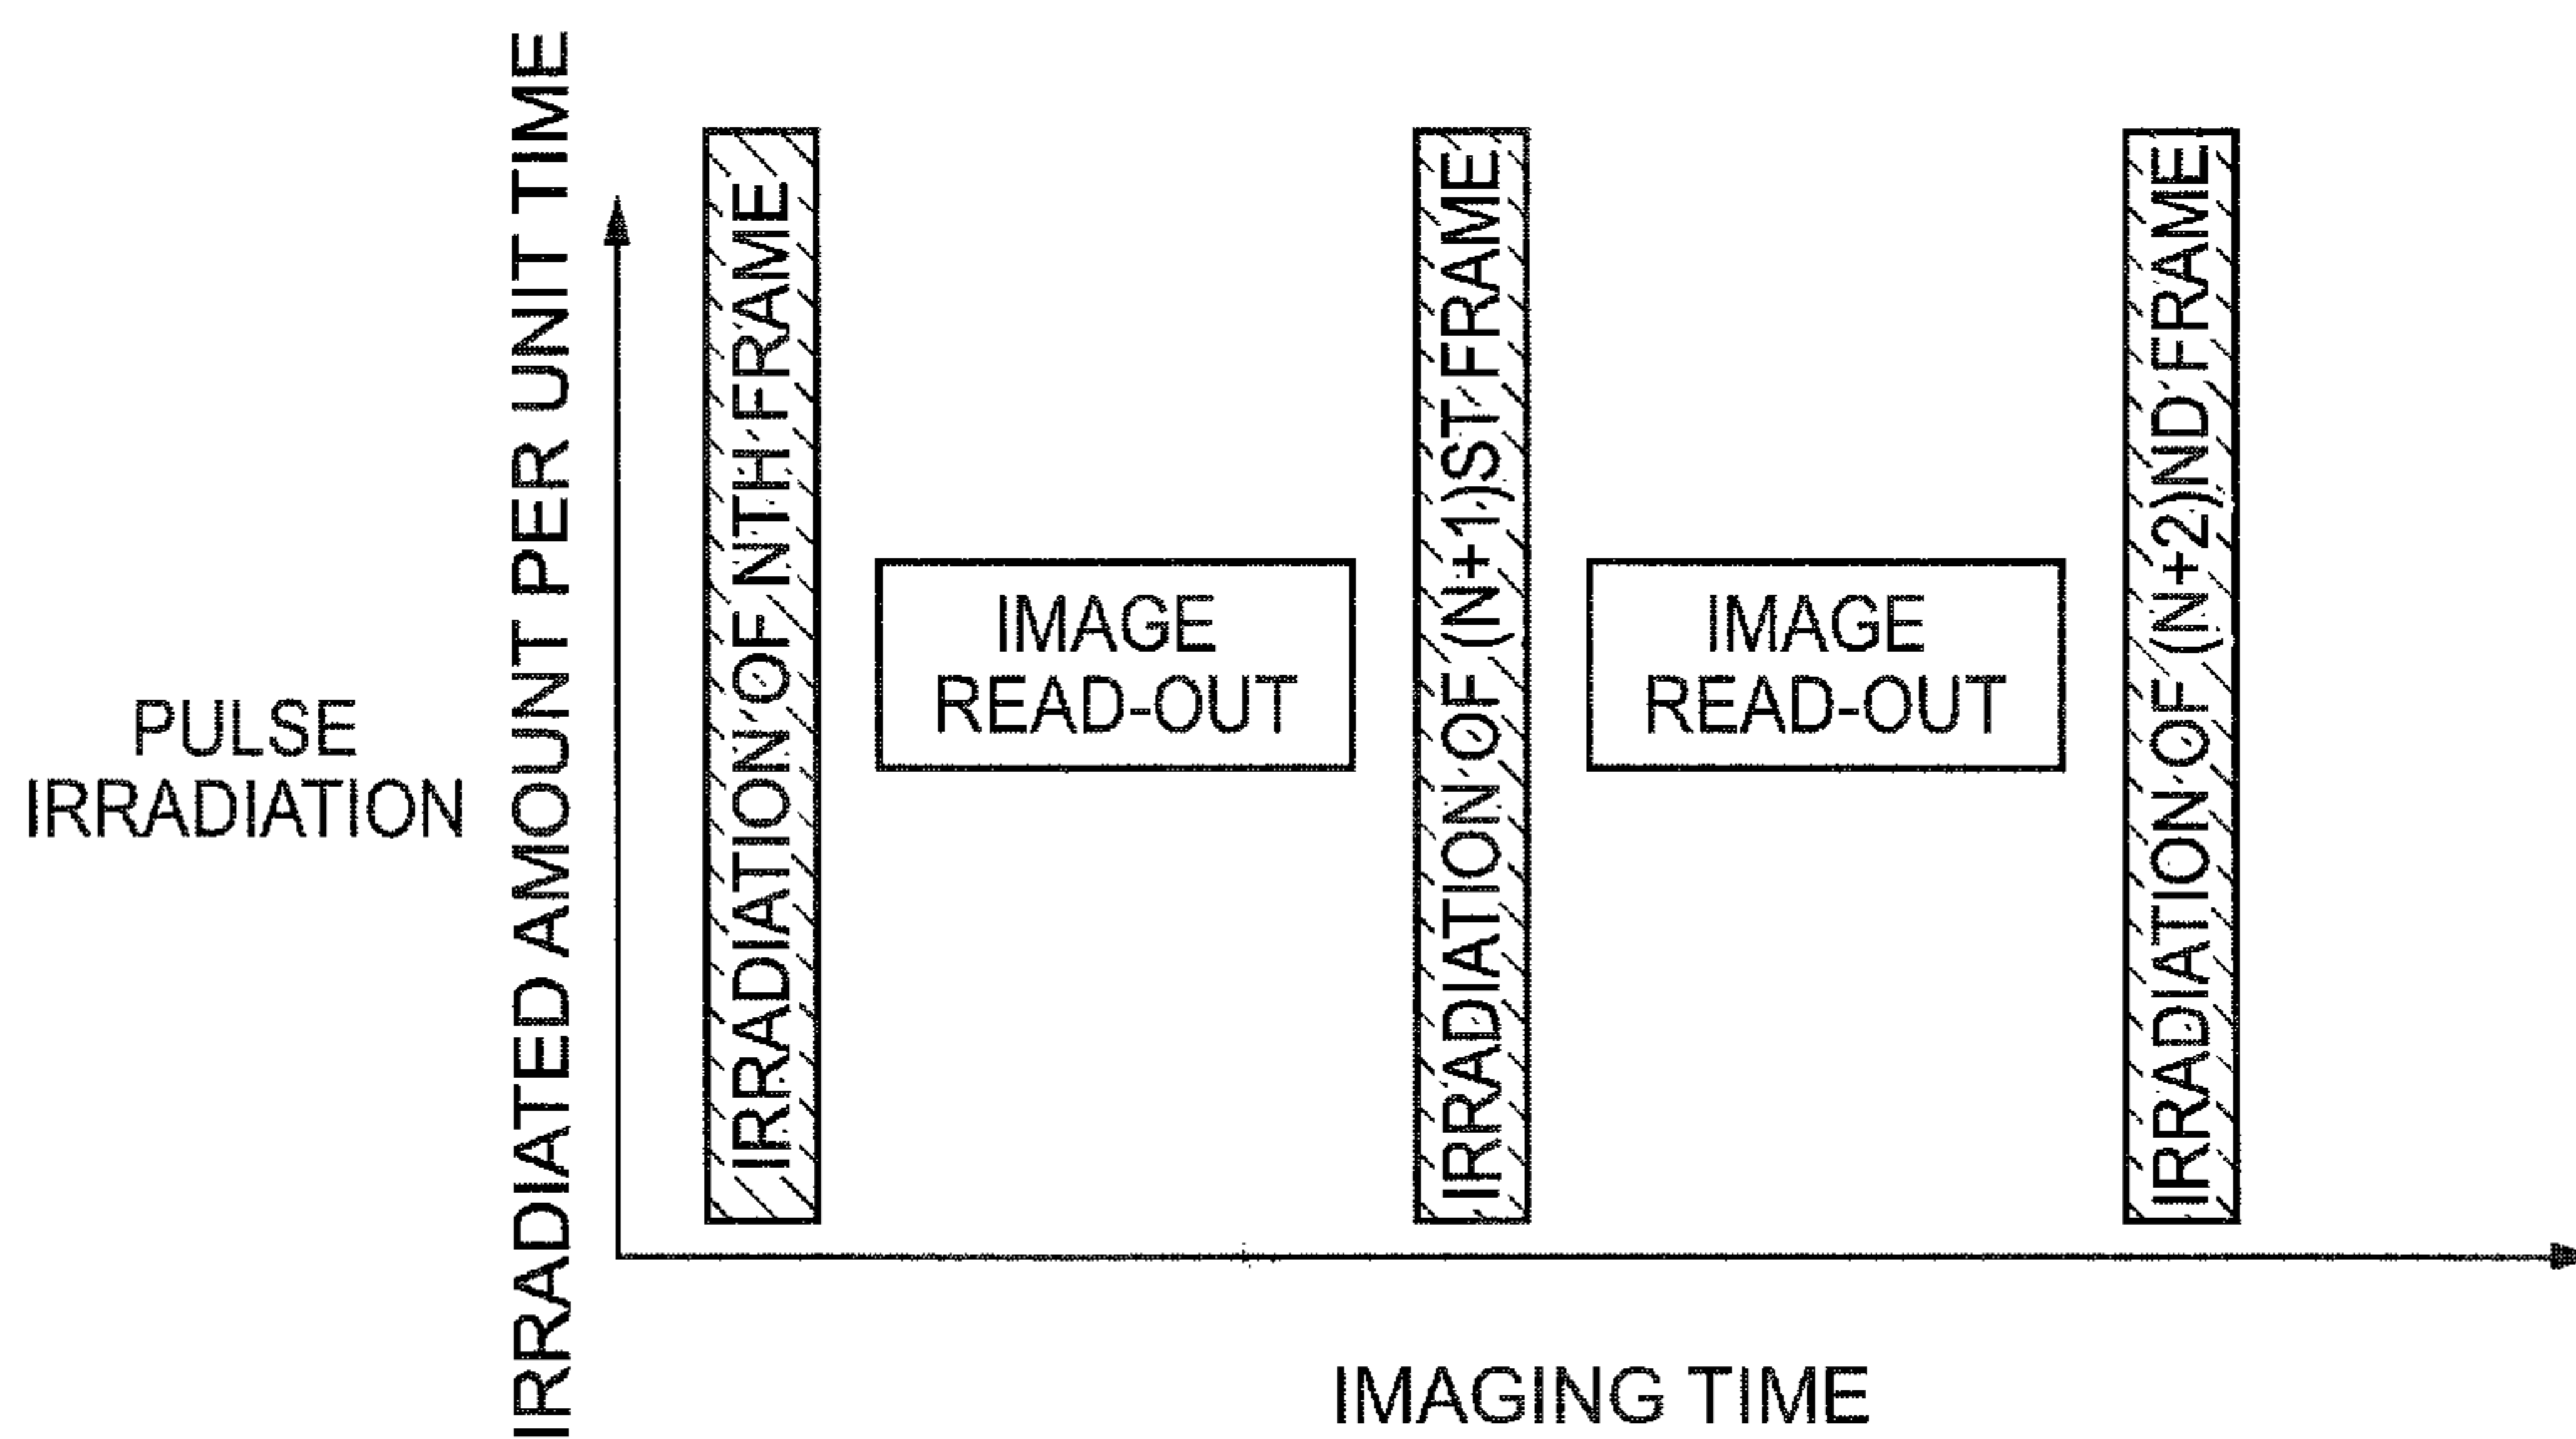 PULSE
IRRADIATION
IRRADIATED AMOUNT PER UNIT TIME
IRRADIATION OF NTH FRAME
IMAGE
READ-OUT
IRRADIATION OF (N+1)ST FRAME
IMAGE
READ-OUT
IRRADIATION OF (N+2)ND FRAME
IMAGING TIME